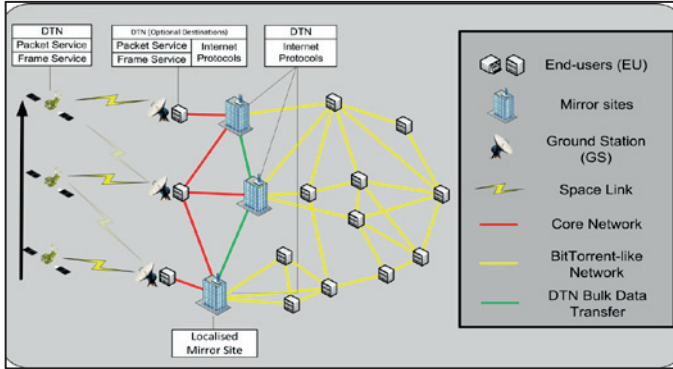 DTN
Packet Service
Frame Service
DTN (Optional Destinations)
Packet Service
Frame Service
Internet
Protocols
DTN
Internet
Protocols
Localised
Mirror Site
End-users (EU)
Mirror sites
Ground Station
(GS)
Space Link
Core Network
BitTorrent-like
Network
DTN Bulk Data
Transfer